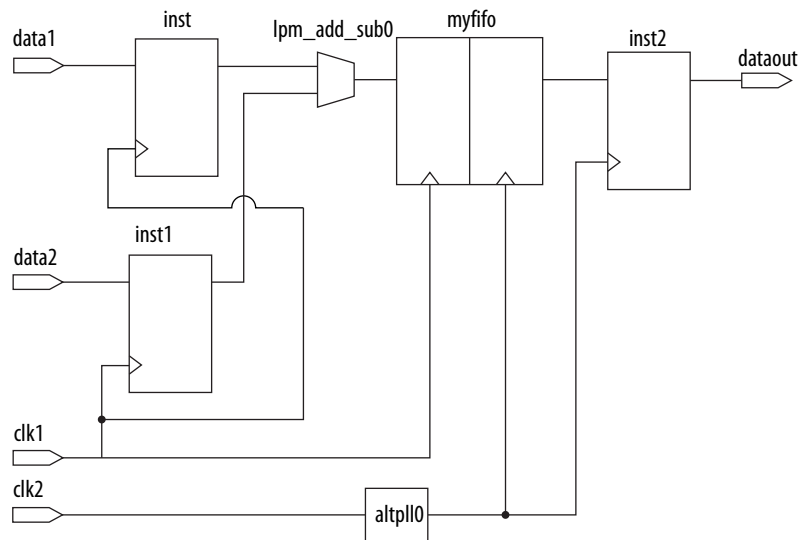 inst
data1
lpm_add_sub0
myfifo
inst2
dataout
inst1
data2
clk1
clk2
altpll0